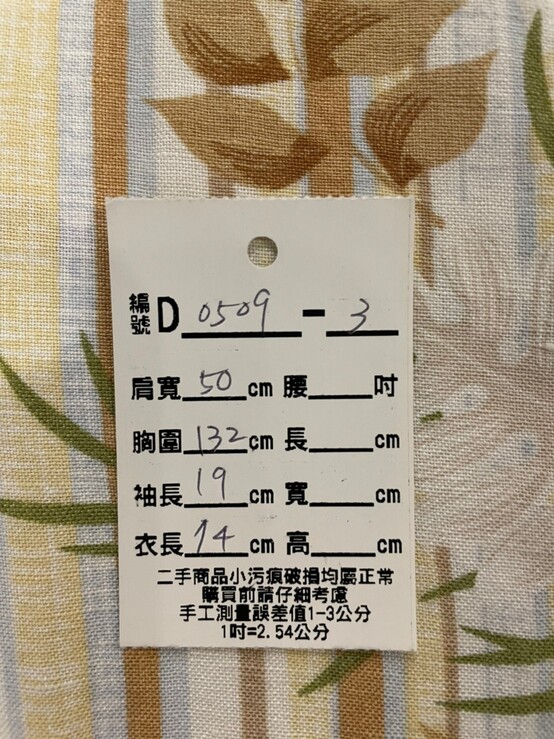 編號 D 0509 - 3
肩寬 50 cm 腰 吋
胸圍 132 cm 長 cm
袖長 19 cm 寬 cm
衣長 74 cm 高 cm
二手商品小污痕破損均屬正常
購買前請仔細考慮
手工測量誤差值1-3公分
1吋=2.54公分